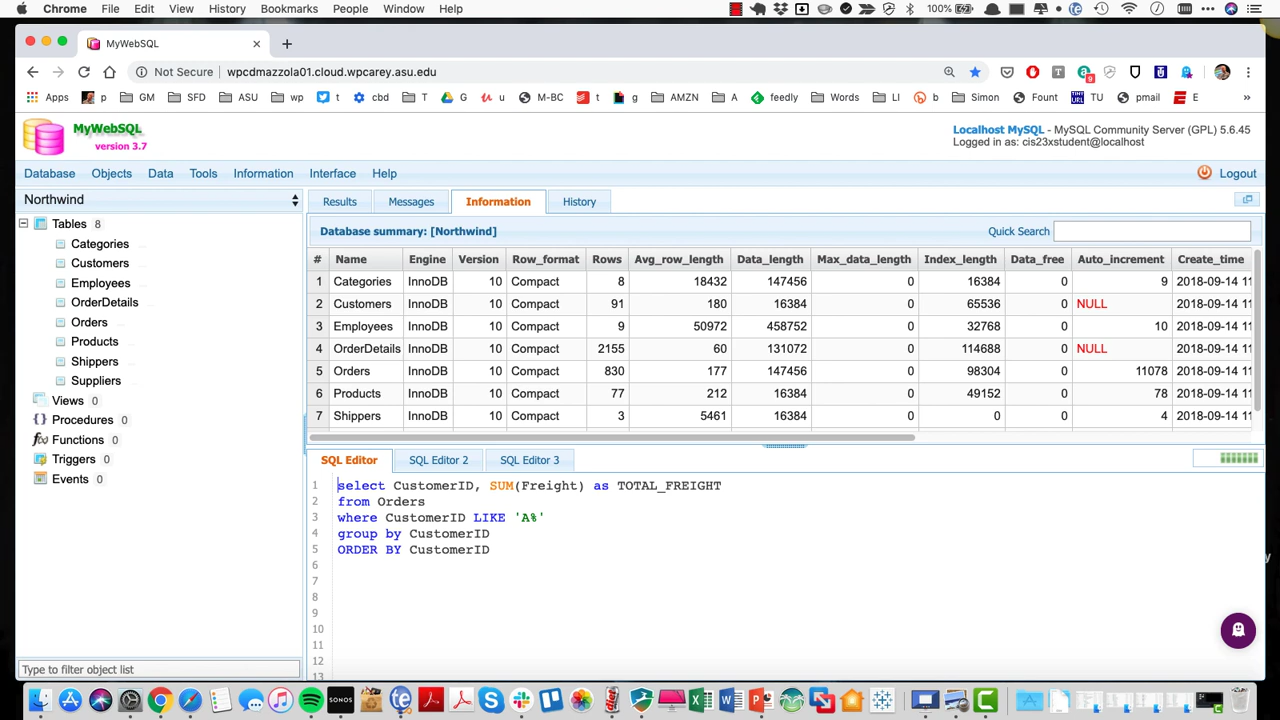 Chrome File Edit View History Bookmarks People Window Help 100%
MyWebSQL
Not Secure wpcdmazzola01.cloud.wpcarey.asu.edu 9
Apps p GM SFD ASU wp t cbd T G u M-BC t g AMZN A feedly Words LI b Simon Fount URL TU pmail E »
MyWebSQL
version 3.7
Localhost MySQL - MySQL Community Server (GPL) 5.6.45
Logged in as: cis23xstudent@localhost
Database Objects Data Tools Information Interface Help Logout
Northwind
Results Messages Information History
Tables 8
Categories
Customers
Employees
OrderDetails
Orders
Products
Shippers
Suppliers
Views 0
Procedures 0
Functions 0
Triggers 0
Events 0
Type to filter object list
Database summary: [Northwind] Quick Search
# Name Engine Version Row_format Rows Avg_row_length Data_length Max_data_length Index_length Data_free Auto_increment Create_time
1 Categories InnoDB 10 Compact 8 18432 147456 0 16384 0 9 2018-09-14 11
2 Customers InnoDB 10 Compact 91 180 16384 0 65536 0 NULL 2018-09-14 11
3 Employees InnoDB 10 Compact 9 50972 458752 0 32768 0 10 2018-09-14 11
4 OrderDetails InnoDB 10 Compact 2155 60 131072 0 114688 0 NULL 2018-09-14 11
5 Orders InnoDB 10 Compact 830 177 147456 0 98304 0 11078 2018-09-14 11
6 Products InnoDB 10 Compact 77 212 16384 0 49152 0 78 2018-09-14 11
7 Shippers InnoDB 10 Compact 3 5461 16384 0 0 0 4 2018-09-14 11
SQL Editor SQL Editor 2 SQL Editor 3
1 select CustomerID, SUM(Freight) as TOTAL_FREIGHT
2 from Orders
3 where CustomerID LIKE 'A%'
4 group by CustomerID
5 ORDER BY CustomerID
6
7
8
9
10
11
12
13
SONOS